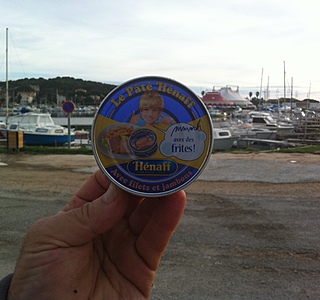 Le Pâté Hénaff
Miam!
avec des
frites!
Hénaff
Avec filets et jambons